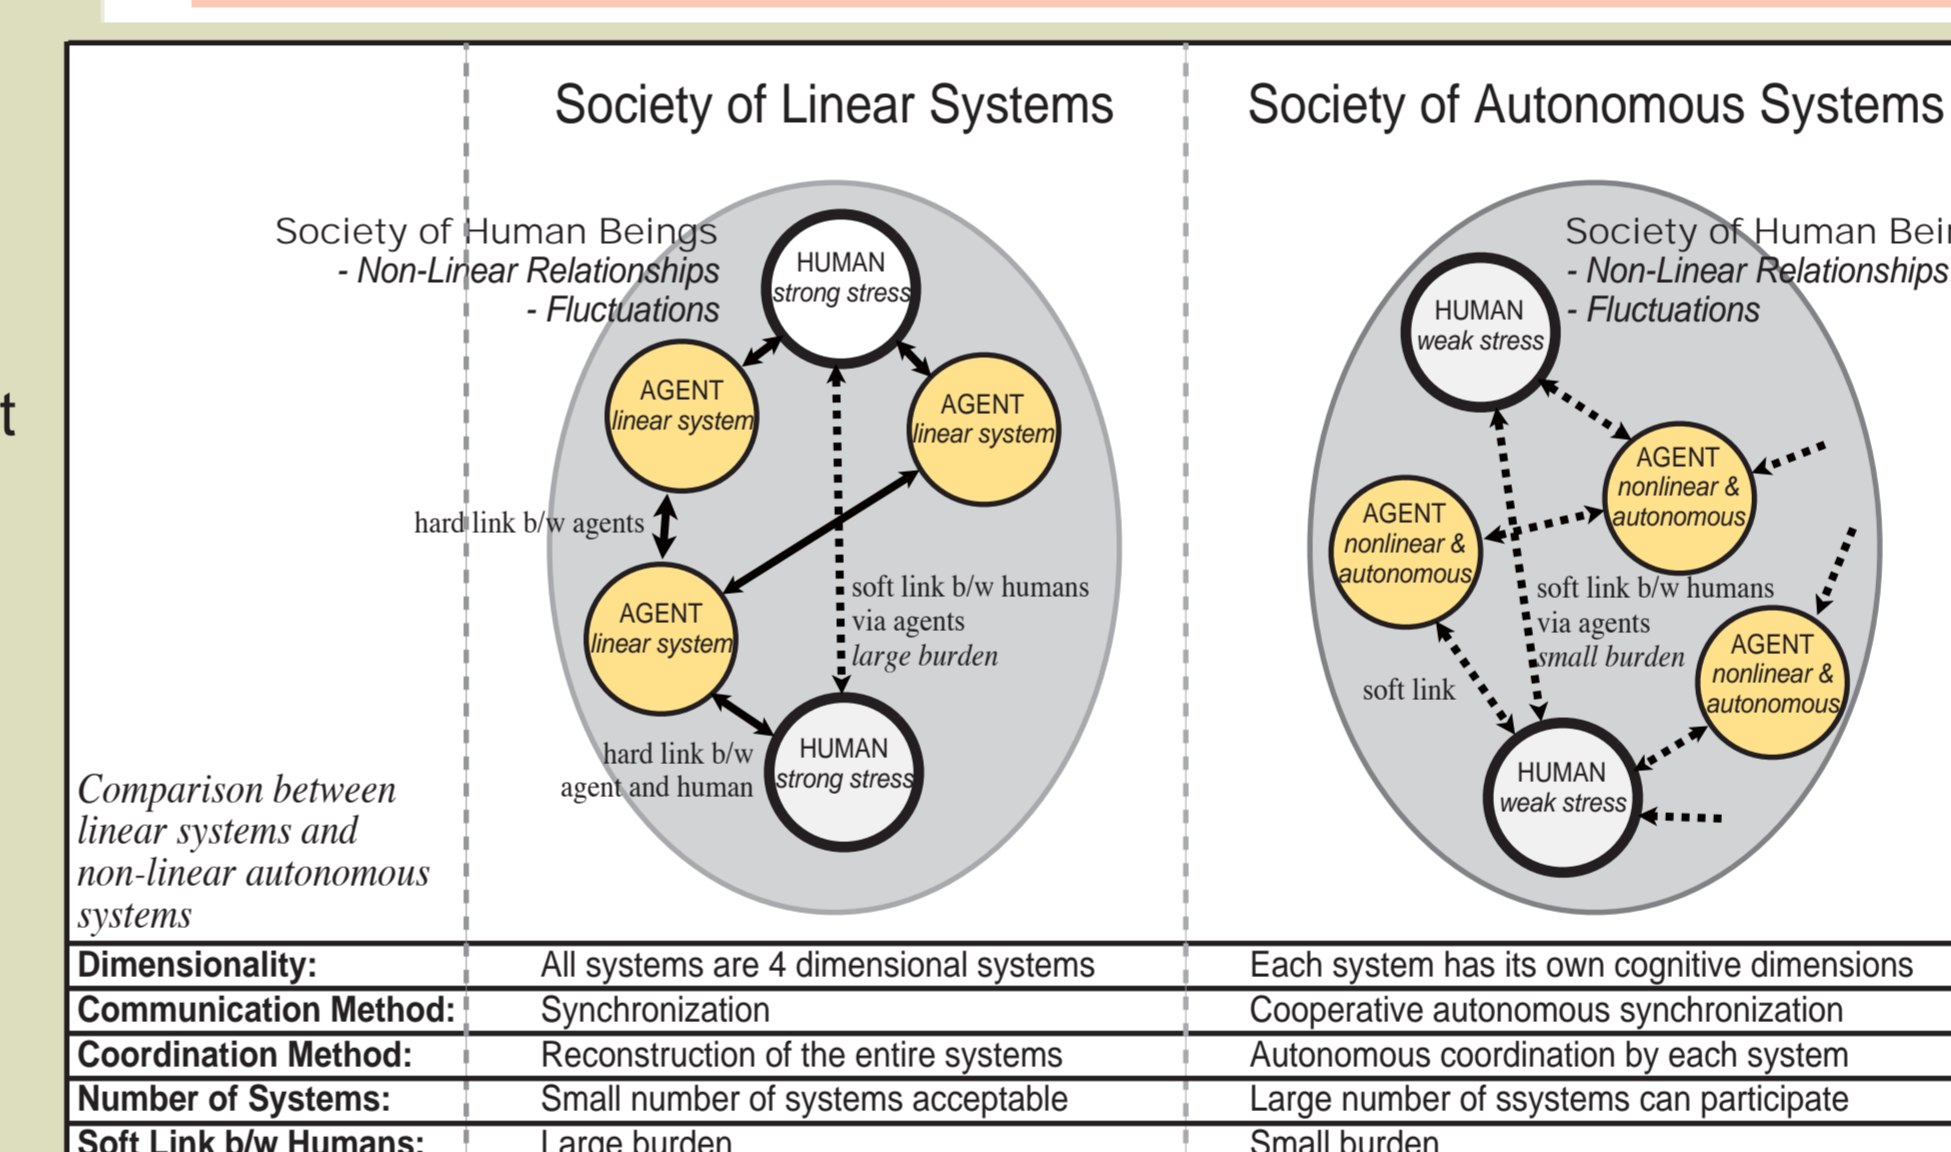 t
Society of Linear Systems
Society of Human Beings
- Non-Linear Relationships
- Fluctuations
HUMAN
strong stress
AGENT
linear system
AGENT
linear system
hard link b/w agents
soft link b/w humans
via agents
large burden
AGENT
linear system
hard link b/w
agent and human
HUMAN
strong stress
Society of Autonomous Systems
Society of Human Bei
- Non-Linear Relationships
- Fluctuations
HUMAN
weak stress
AGENT
nonlinear &
autonomous
AGENT
nonlinear &
autonomous
soft link b/w humans
via agents
small burden
AGENT
nonlinear &
autonomous
soft link
HUMAN
weak stress
Comparison between
linear systems and
non-linear autonomous
systems
Dimensionality: All systems are 4 dimensional systems Each system has its own cognitive dimensions
Communication Method: Synchronization Cooperative autonomous synchronization
Coordination Method: Reconstruction of the entire systems Autonomous coordination by each system
Number of Systems: Small number of systems acceptable Large number of ssystems can participate
Soft Link b/w Humans: Large burden Small burden